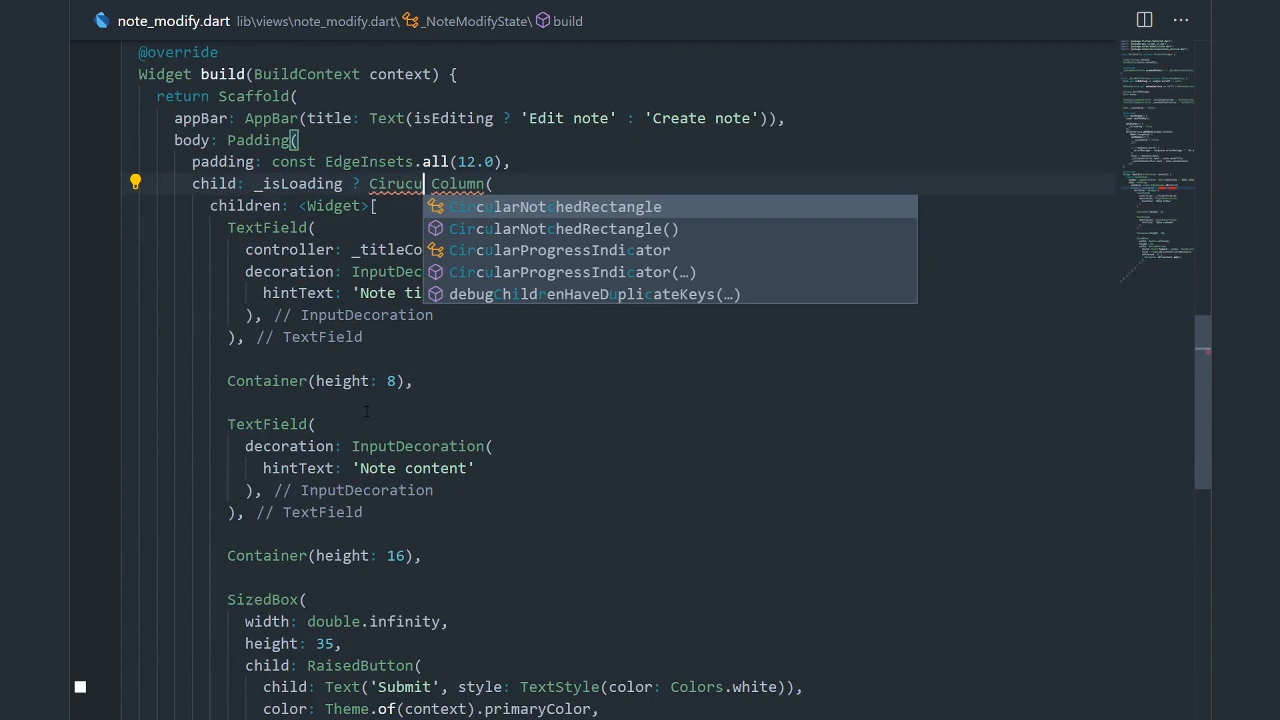 note_modify.dart lib\views\note_modify.dart\ _NoteModifyState\ build
@override
Widget build(BuildContext context) {
return Scaffold(
appBar: AppBar(title: Text(isEditing ? 'Edit note' : 'Create note')),
body: Padding(
padding: const EdgeInsets.all(12.0),
child: _isLoading ? Cirucu Column(
children: <Widget>[
CircularNotchedRectangle
TextField(
CircularNotchedRectangle()
controller: _titleCo
CircularProgressIndicator
decoration: InputDec
CircularProgressIndicator(…)
hintText: 'Note ti
debugChildrenHaveDuplicateKeys(…)
), // InputDecoration
), // TextField
Container(height: 8),
TextField(
decoration: InputDecoration(
hintText: 'Note content'
), // InputDecoration
), // TextField
Container(height: 16),
SizedBox(
width: double.infinity,
height: 35,
child: RaisedButton(
child: Text('Submit', style: TextStyle(color: Colors.white)),
color: Theme.of(context).primaryColor,